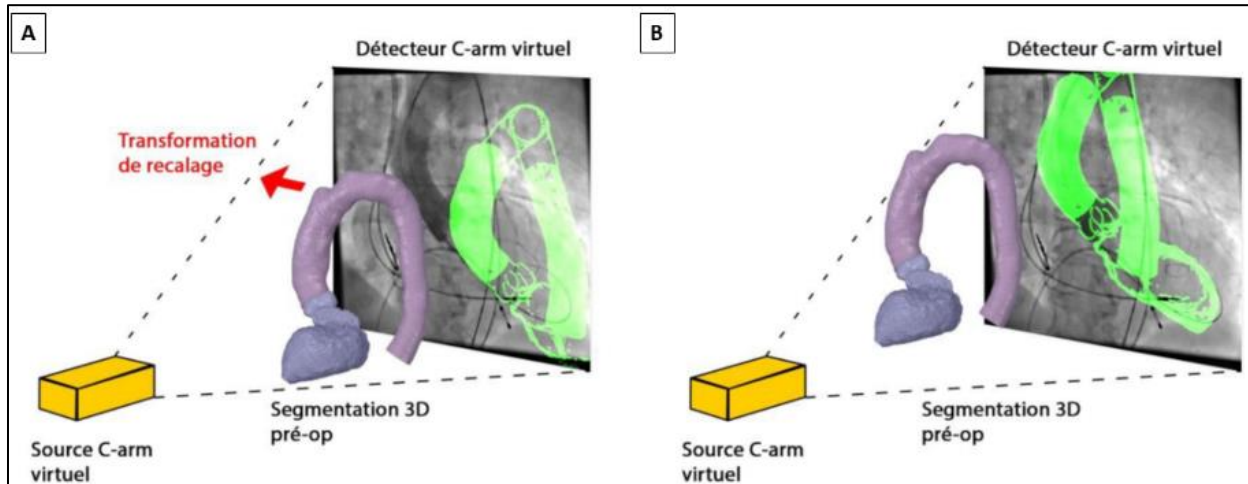 A
Détecteur C-arm virtuel
Transformation
de recalage
Segmentation 3D
pré-op
Source C-arm
virtuel
B
Détecteur C-arm virtuel
Segmentation 3D
pré-op
Source C-arm
virtuel